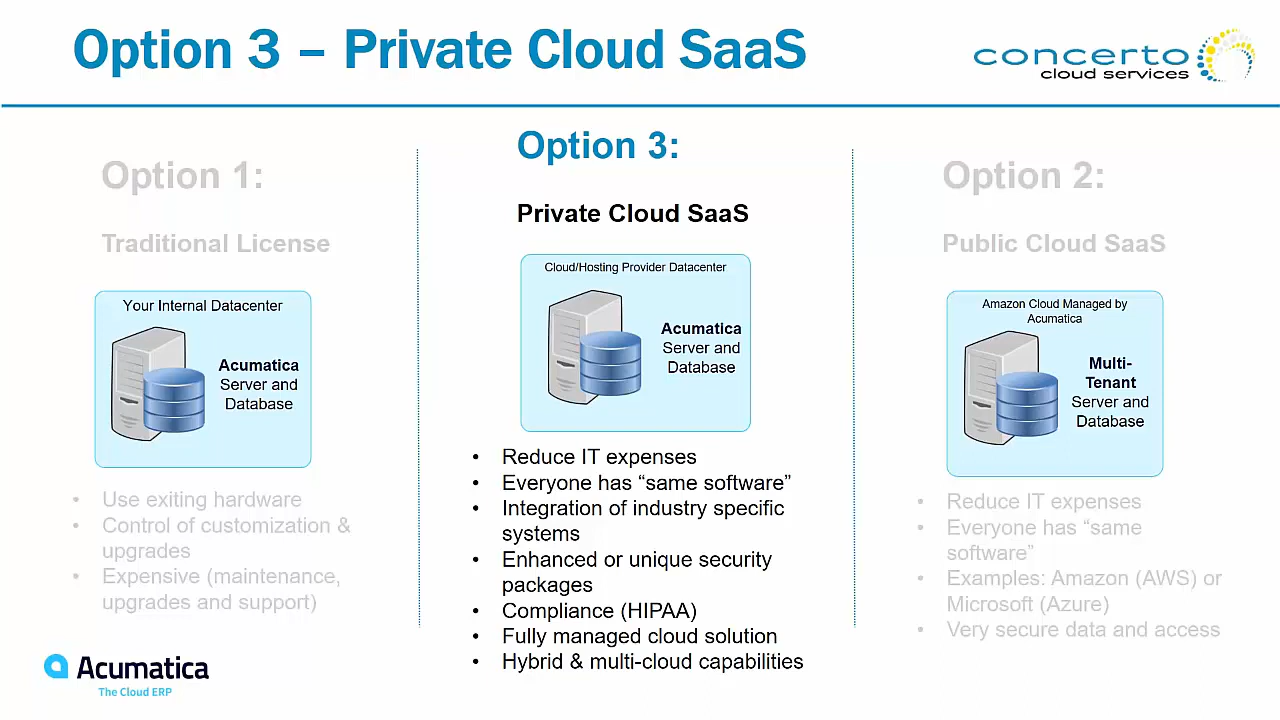 Option 3 – Private Cloud SaaS
concerto
cloud services
Option 1:
Traditional License
Your Internal Datacenter
Acumatica
Server and
Database
• Use exiting hardware
• Control of customization &
upgrades
• Expensive (maintenance,
upgrades and support)
Option 3:
Private Cloud SaaS
Cloud/Hosting Provider Datacenter
Acumatica
Server and
Database
• Reduce IT expenses
• Everyone has “same software”
• Integration of industry specific
systems
• Enhanced or unique security
packages
• Compliance (HIPAA)
• Fully managed cloud solution
• Hybrid & multi-cloud capabilities
Option 2:
Public Cloud SaaS
Amazon Cloud Managed by
Acumatica
Multi-
Tenant
Server and
Database
• Reduce IT expenses
• Everyone has “same
software”
• Examples: Amazon (AWS) or
Microsoft (Azure)
• Very secure data and access
Acumatica
The Cloud ERP